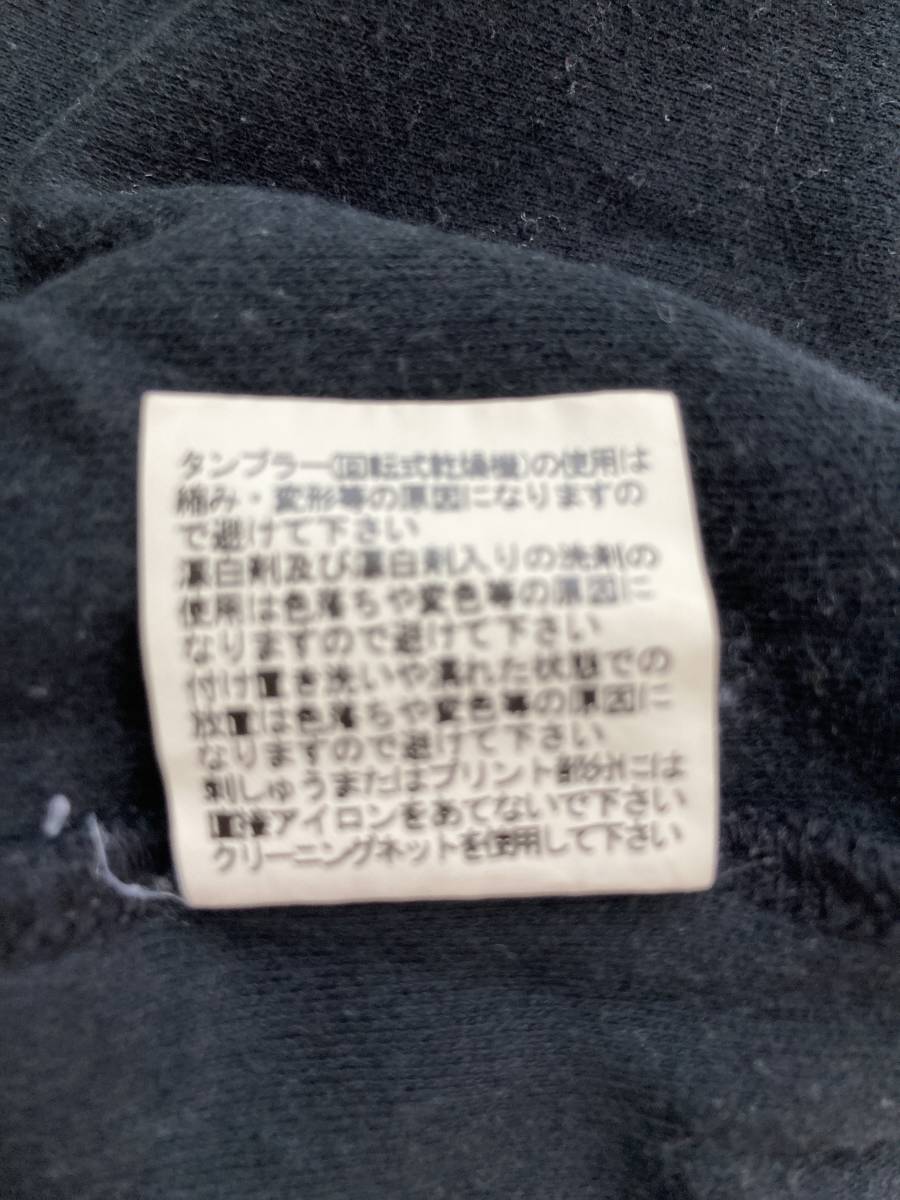 タンブラー(回転式乾燥機)の使用は
縮み・変形等の原因になりますの
で避けて下さい
漂白剤及び漂白剤入りの洗剤の
使用は色落ちや変色等の原因に
なりますので避けて下さい
付け置き洗いや濡れた状態での
放置は色落ちや変色等の原因に
なりますので避けて下さい
刺しゅうまたはプリント部分には
直接アイロンをあてないで下さい
クリーニングネットを使用して下さい